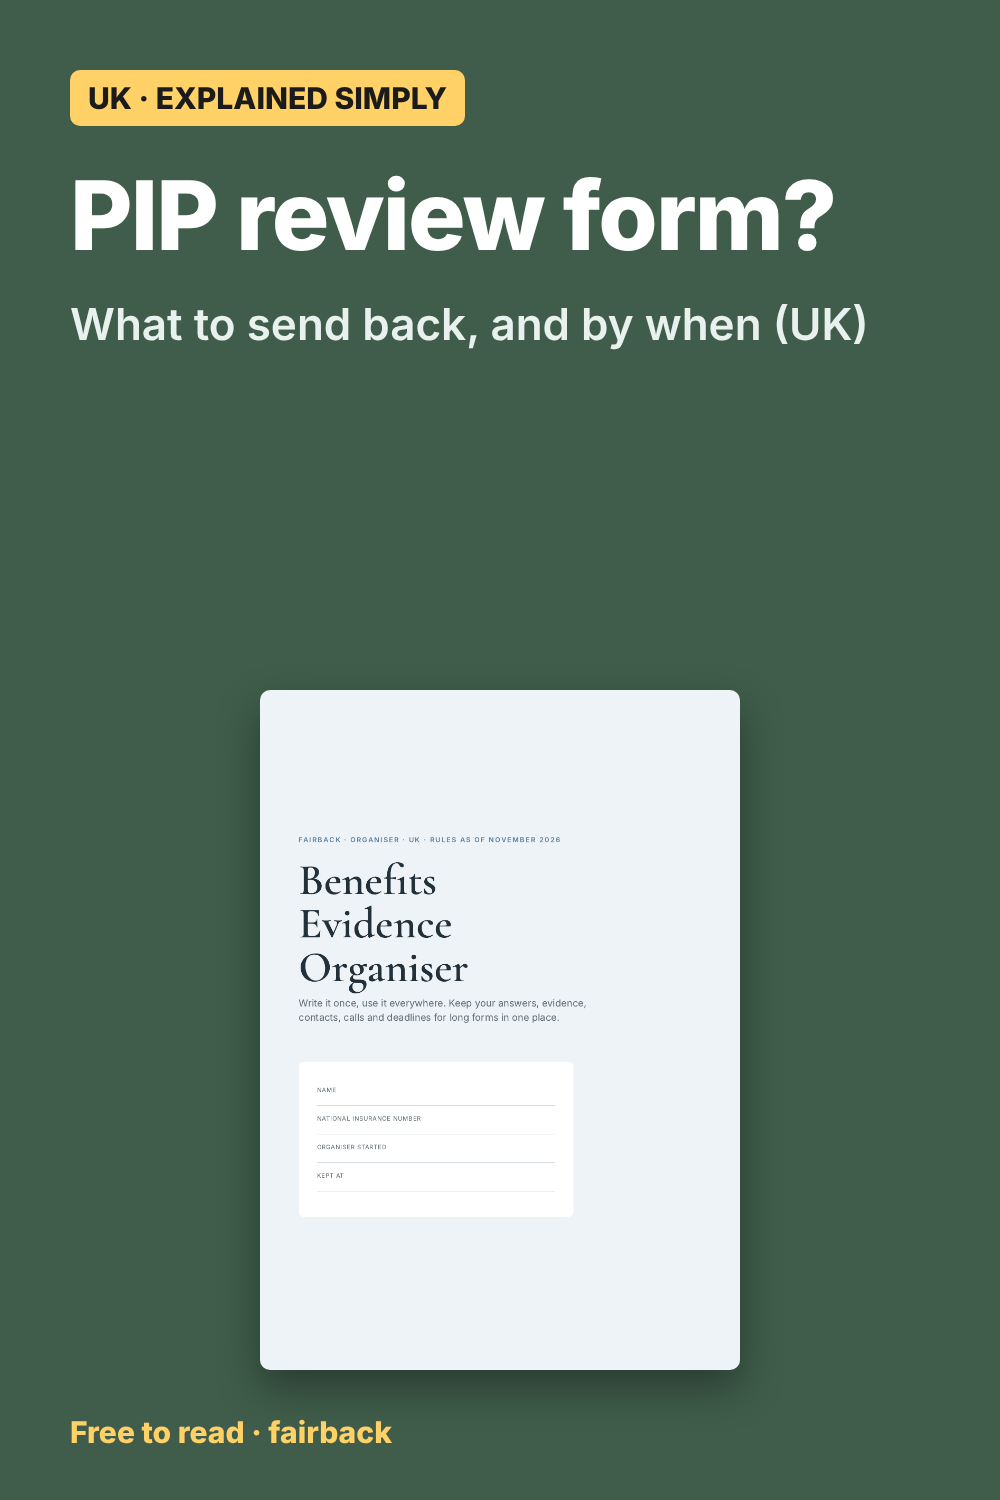 UK · EXPLAINED SIMPLY
PIP review form?
What to send back, and by when (UK)
FAIRBACK · ORGANISER · UK · RULES AS OF NOVEMBER 2026
Benefits
Evidence
Organiser
Write it once, use it everywhere. Keep your answers, evidence,
contacts, calls and deadlines for long forms in one place.
NAME
NATIONAL INSURANCE NUMBER
ORGANISER STARTED
KEPT AT
Free to read · fairback